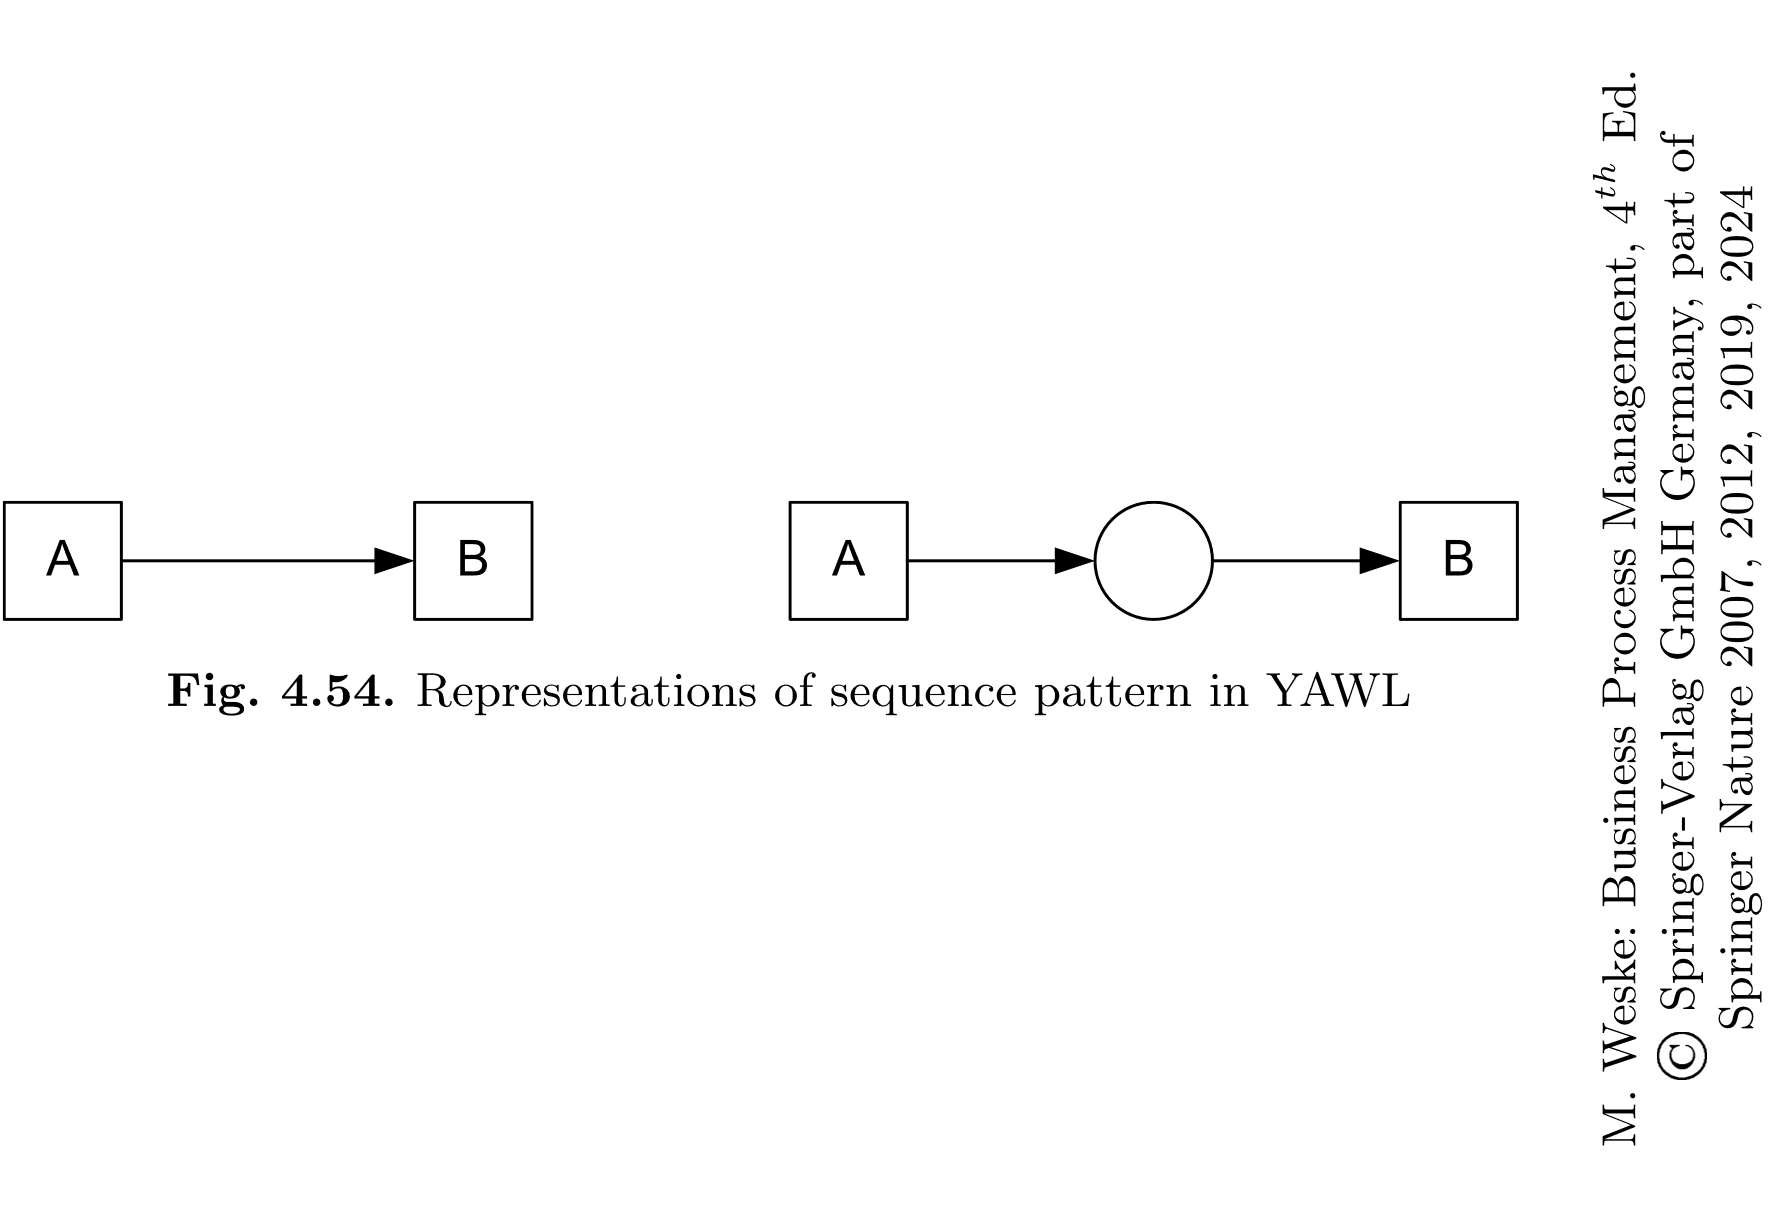 A B A B
Fig. 4.54. Representations of sequence pattern in YAWL
M. Weske: Business Process Management, 4th Ed.
© Springer-Verlag GmbH Germany, part of
Springer Nature 2007, 2012, 2019, 2024